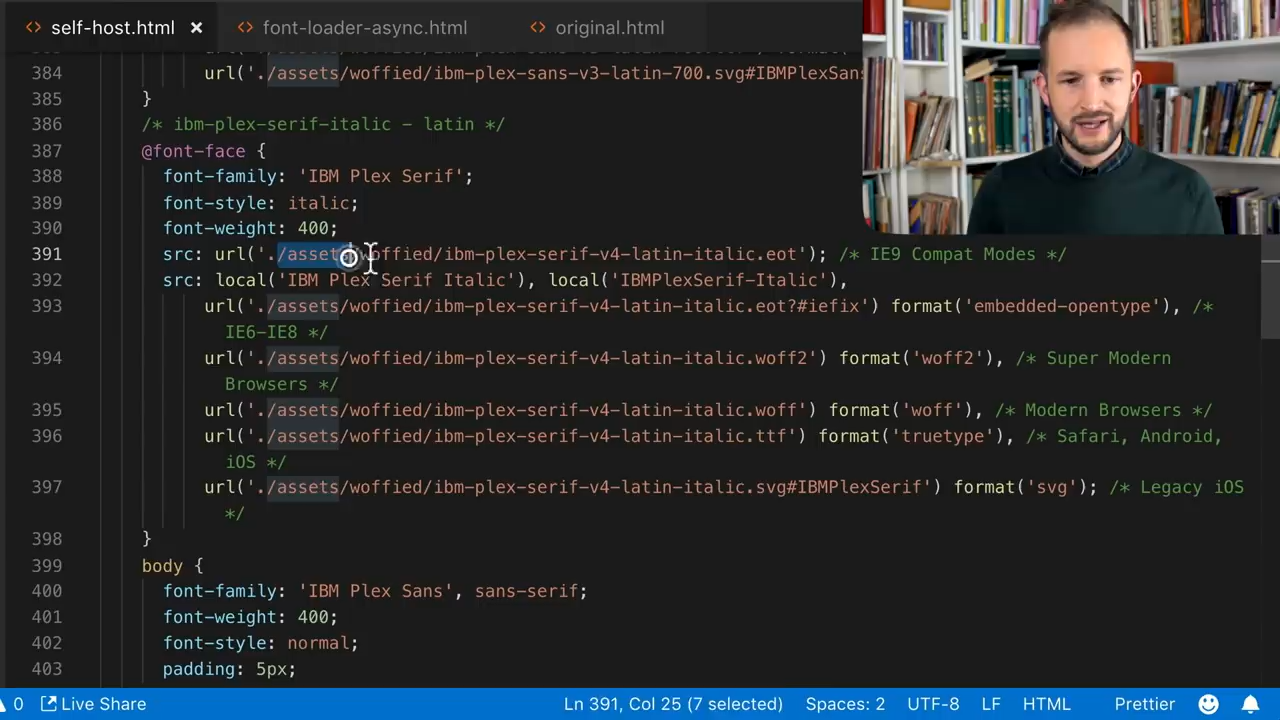 self-host.html
font-loader-async.html
original.html
384 url('./assets/woffied/ibm-plex-sans-v3-latin-700.svg#IBMPlexSans
385 }
386 /* ibm-plex-serif-italic - latin */
387 @font-face {
388 font-family: 'IBM Plex Serif';
389 font-style: italic;
390 font-weight: 400;
391 src: url('./assets/woffied/ibm-plex-serif-v4-latin-italic.eot'); /* IE9 Compat Modes */
392 src: local('IBM Plex Serif Italic'), local('IBMPlexSerif-Italic'),
393 url('./assets/woffied/ibm-plex-serif-v4-latin-italic.eot?#iefix') format('embedded-opentype'), /*
IE6-IE8 */
394 url('./assets/woffied/ibm-plex-serif-v4-latin-italic.woff2') format('woff2'), /* Super Modern
Browsers */
395 url('./assets/woffied/ibm-plex-serif-v4-latin-italic.woff') format('woff'), /* Modern Browsers */
396 url('./assets/woffied/ibm-plex-serif-v4-latin-italic.ttf') format('truetype'), /* Safari, Android,
iOS */
397 url('./assets/woffied/ibm-plex-serif-v4-latin-italic.svg#IBMPlexSerif') format('svg'); /* Legacy iOS
*/
398 }
399 body {
400 font-family: 'IBM Plex Sans', sans-serif;
401 font-weight: 400;
402 font-style: normal;
403 padding: 5px;
0 Live Share Ln 391, Col 25 (7 selected) Spaces: 2 UTF-8 LF HTML Prettier